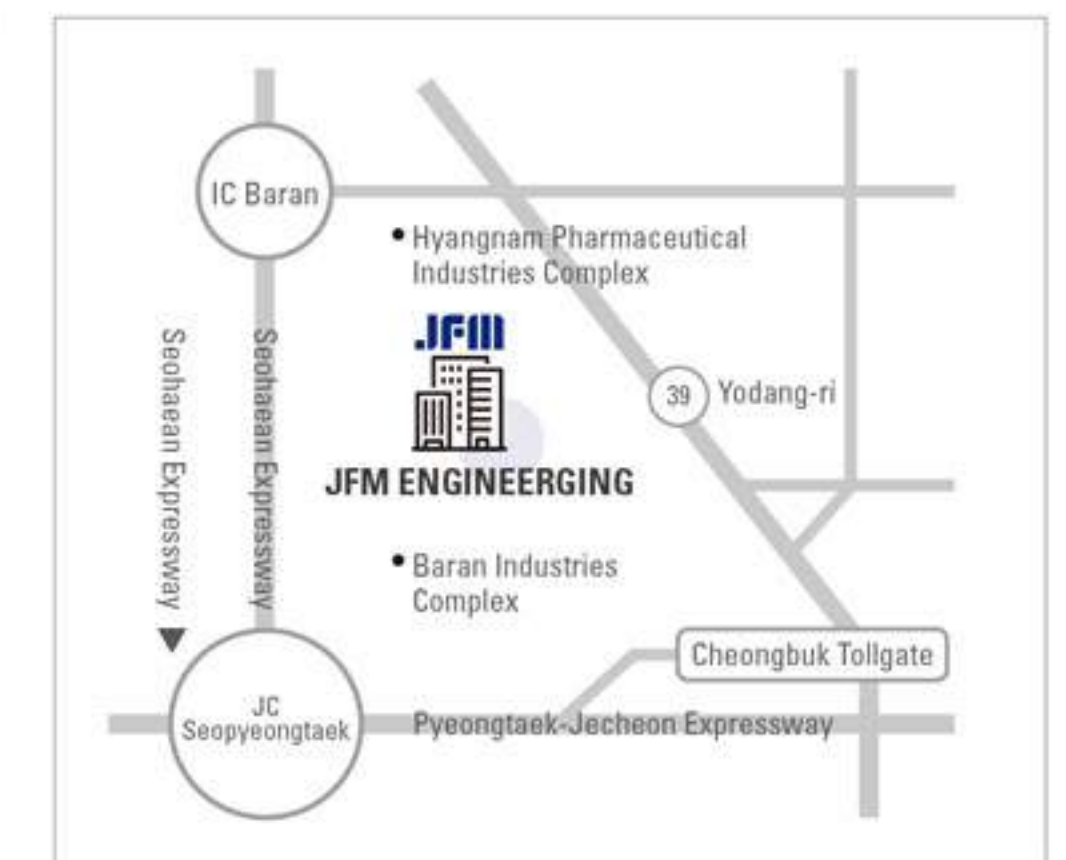 IC Baran
Hyangnam Pharmaceutical
Industries Complex
JFM
Seohaean Expressway
Seohaean Expressway
39
Yodang-ri
JFM ENGINEERGING
Baran Industries
Complex
Cheongbuk Tollgate
JC
Seopyeongtaek
Pyeongtaek-Jecheon Expressway